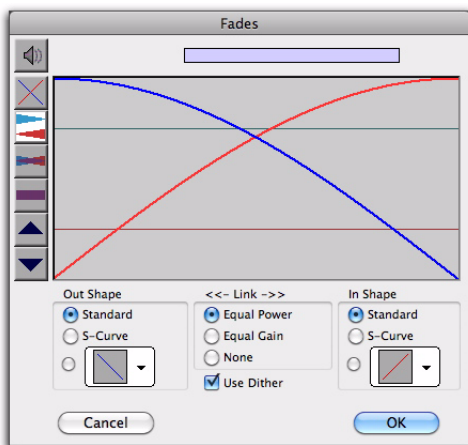 Fades
Out Shape
Standard
S-Curve
<<- Link ->>
Equal Power
Equal Gain
None
Use Dither
In Shape
Standard
S-Curve
Cancel
OK